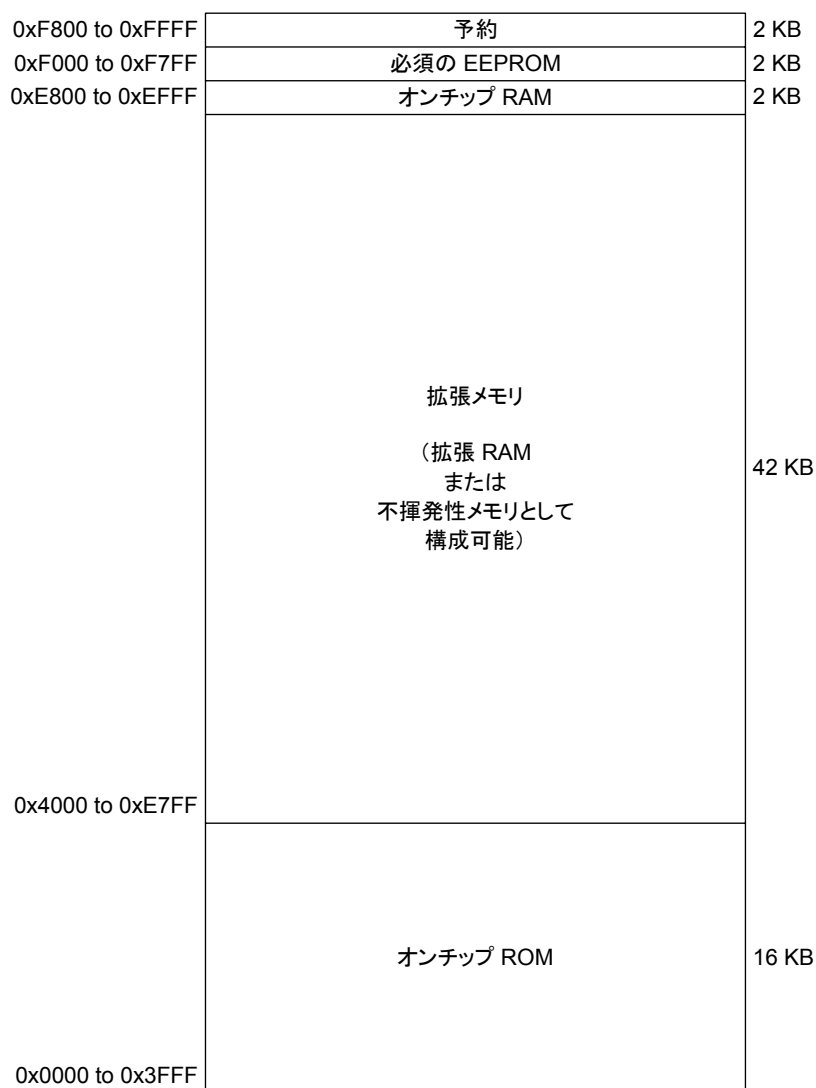 0xF800 to 0xFFFF 予約 2 KB
0xF000 to 0xF7FF 必須の EEPROM 2 KB
0xE800 to 0xEFFF オンチップ RAM 2 KB
拡張メモリ
（拡張 RAM
または
不揮発性メモリとして
構成可能）
42 KB
0x4000 to 0xE7FF
オンチップ ROM 16 KB
0x0000 to 0x3FFF